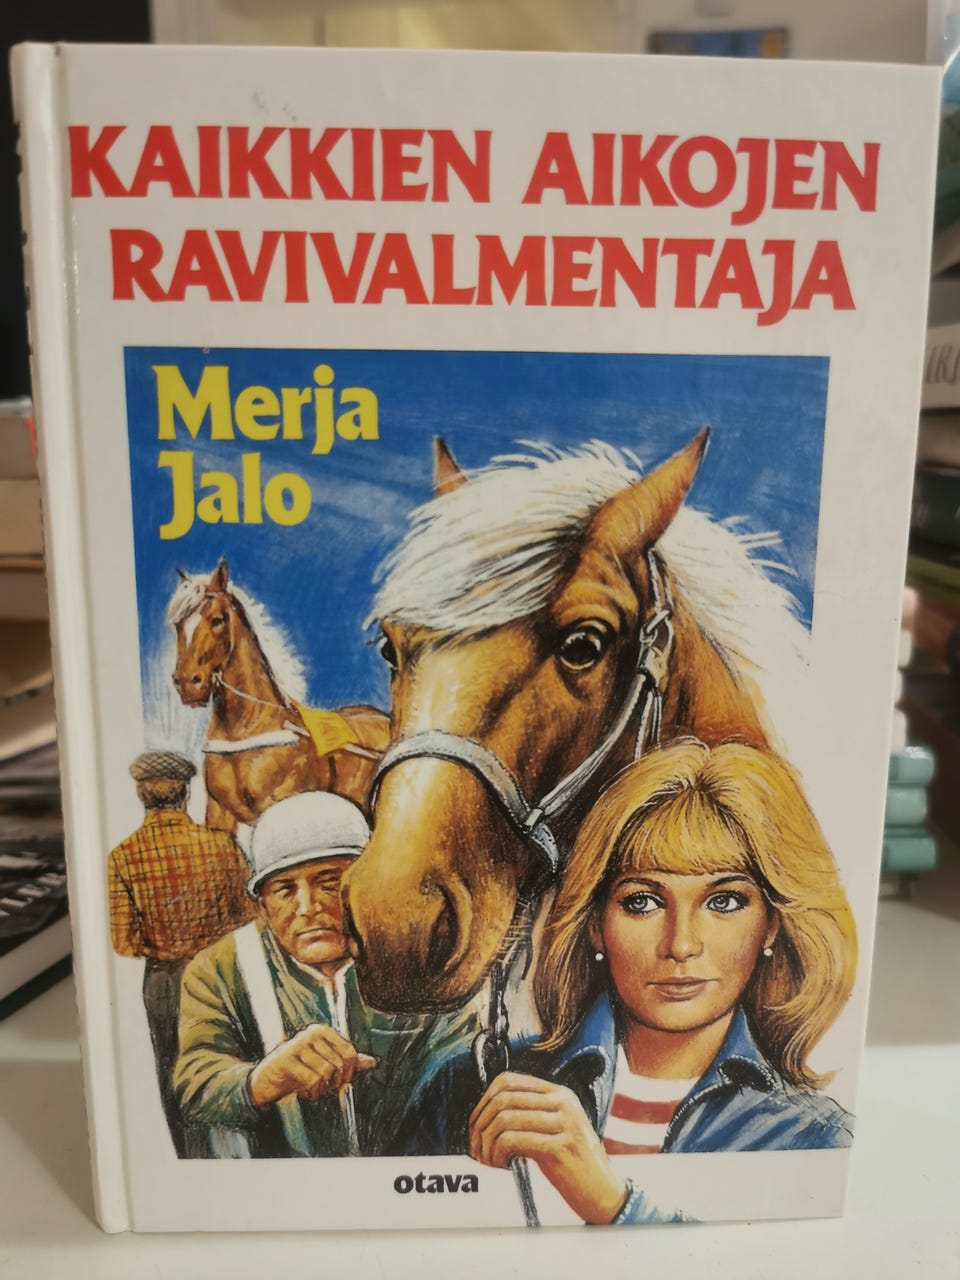 KAIKKIEN AIKOJEN
RAVIVALMENTAJA
Merja
Jalo
otava